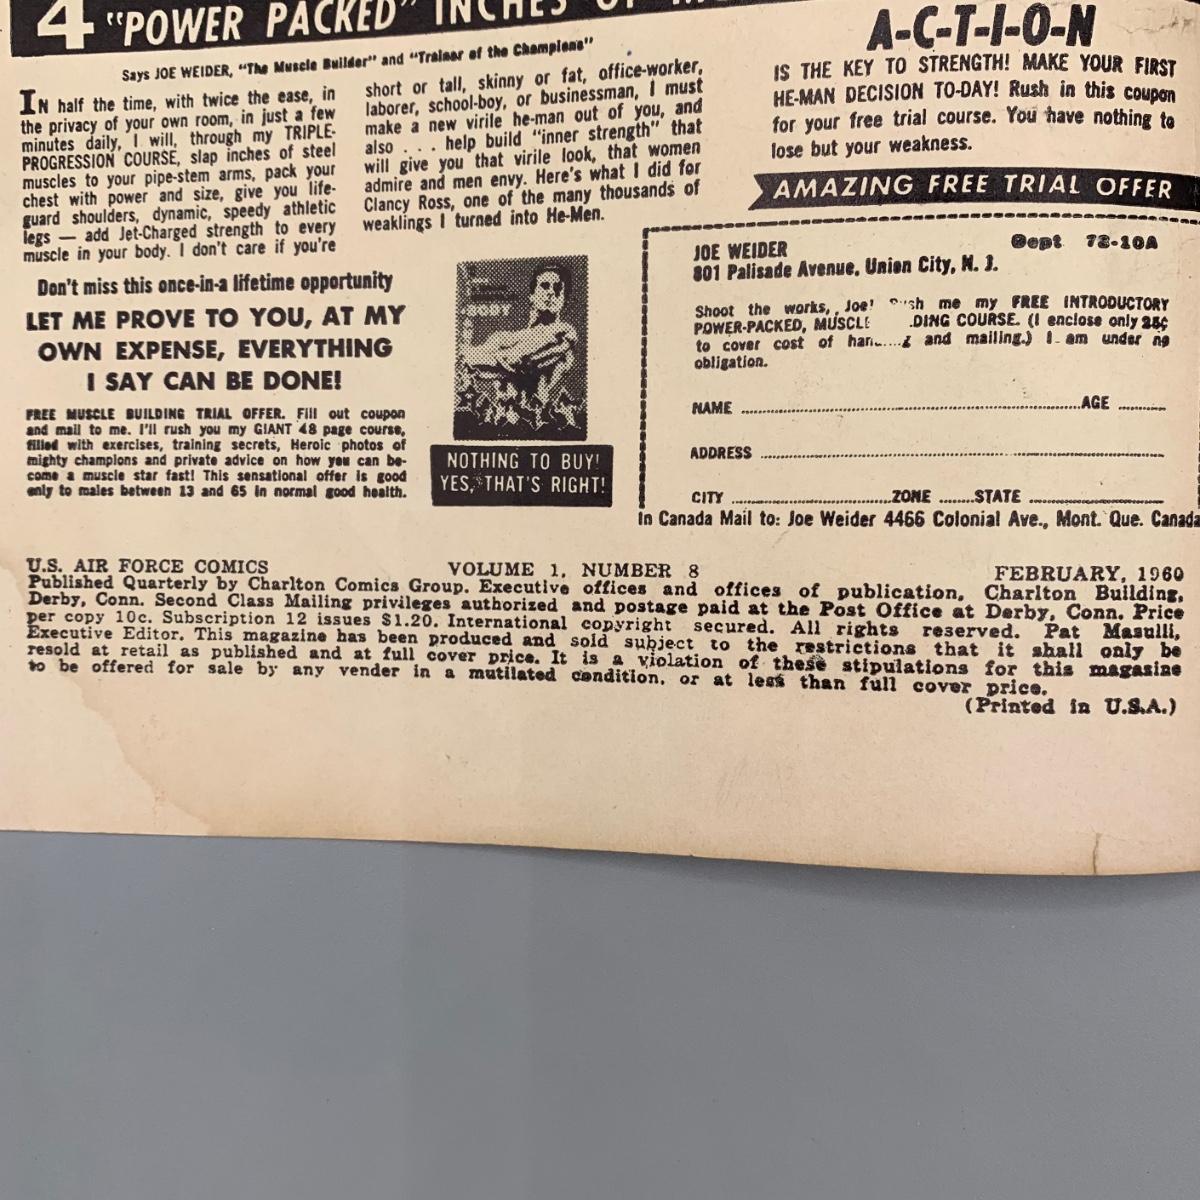 4 "POWER PACKED" INCHES OF
Says JOE WEIDER, "The Muscle Builder" and "Trainer of the Champions"
IN half the time, with twice the ease, in
the privacy of your own room, in just a few
minutes daily, I will, through my TRIPLE-
PROGRESSION COURSE, slap inches of steel
muscles to your pipe-stem arms, pack your
chest with power and size, give you life-
guard shoulders, dynamic, speedy athletic
legs — add Jet-Charged strength to every
muscle in your body. I don't care if you're
short or tall, skinny or fat, office-worker,
laborer, school-boy, or businessman, I must
make a new virile he-man out of you, and
also . . . help build "inner strength" that
will give you that virile look, that women
admire and men envy. Here's what I did for
Clancy Ross, one of the many thousands of
weaklings I turned into He-Men.
Don't miss this once-in-a lifetime opportunity
LET ME PROVE TO YOU, AT MY
OWN EXPENSE, EVERYTHING
I SAY CAN BE DONE!
FREE MUSCLE BUILDING TRIAL OFFER. Fill out coupon
and mail to me. I'll rush you my GIANT 48 page course,
filled with exercises, training secrets, Heroic photos of
mighty champions and private advice on how you can be-
come a muscle star fast! This sensational offer is good
only to males between 13 and 65 in normal good health.
NOTHING TO BUY!
YES, THAT'S RIGHT!
A-C-T-I-O-N
IS THE KEY TO STRENGTH! MAKE YOUR FIRST
HE-MAN DECISION TO-DAY! Rush in this coupon
for your free trial course. You have nothing to
lose but your weakness.
AMAZING FREE TRIAL OFFER
JOE WEIDER Dept 72-10A
801 Palisade Avenue, Union City, N. J.
Shoot the works, Joe! me my FREE INTRODUCTORY
POWER-PACKED, MUSCLE COURSE. (I enclose only 25¢
to cover cost of and mailing.) I am under no
obligation.
NAME AGE
ADDRESS
CITY ZONE STATE
In Canada Mail to: Joe Weider 4466 Colonial Ave., Mont. Que. Canada
U.S. AIR FORCE COMICS VOLUME 1, NUMBER 8 FEBRUARY, 1960
Published Quarterly by Charlton Comics Group. Executive offices and offices of publication, Charlton Building,
Derby, Conn. Second Class Mailing privileges authorized and postage paid at the Post Office at Derby, Conn. Price
per copy 10c. Subscription 12 issues $1.20. International copyright secured. All rights reserved. Pat Masulli,
Executive Editor. This magazine has been produced and sold subject to the restrictions that it shall only be
resold at retail as published and at full cover price. It is a violation of these stipulations for this magazine
to be offered for sale by any vender in a mutilated condition, or at less than full cover price.
(Printed in U.S.A.)